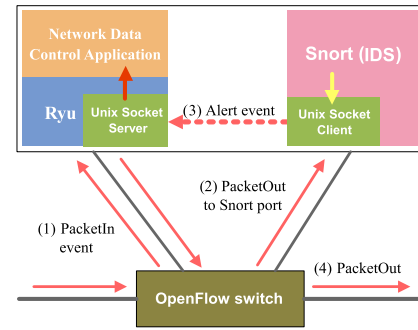 Network Data
Control Application
Ryu
Unix Socket
Server
Snort (IDS)
Unix Socket
Client
(3) Alert event
(2) PacketOut
to Snort port
(1) PacketIn
event
(4) PacketOut
OpenFlow switch